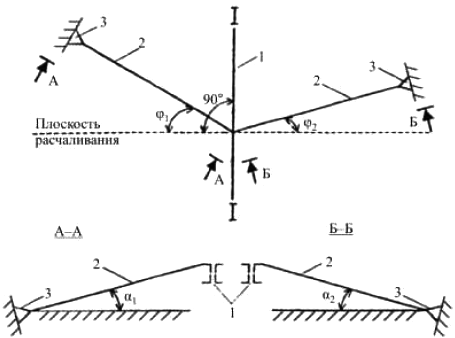 3
2
1
2
3
А
90°
φ₁
Б
Плоскость
расчаливания
φ₂
А
Б
А–А
Б–Б
2
2
3
α₁
1
α₂
3